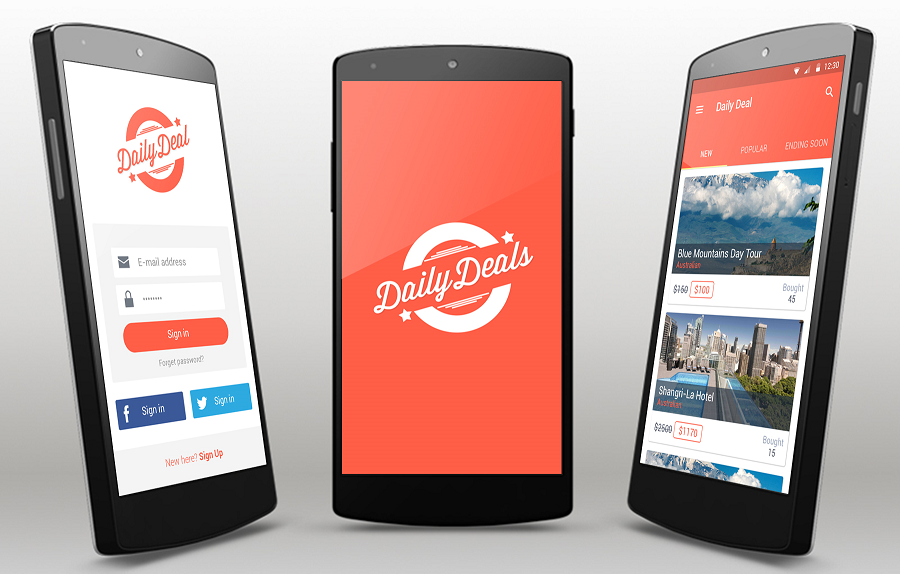 Daily Deal
E-mail address
••••••••
Sign in
Forget password?
f Sign in
Sign in
New here? Sign Up
Daily Deals
12:30
Daily Deal
NEW POPULAR ENDING SOON
Blue Mountains Day Tour
Australian
$150 $100
Bought
45
Shangri-La Hotel
Australian
$2500 $1170
Bought
15